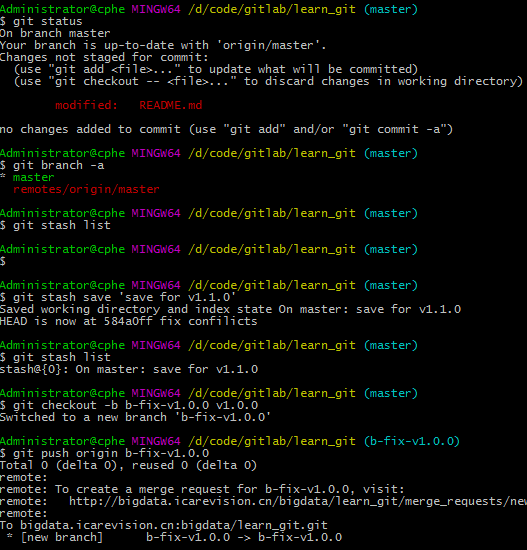 Administrator@cphe MINGW64 /d/code/gitlab/learn_git (master)
$ git status
On branch master
Your branch is up-to-date with 'origin/master'.
Changes not staged for commit:
  (use "git add <file>..." to update what will be committed)
  (use "git checkout -- <file>..." to discard changes in working directory)

        modified:   README.md

no changes added to commit (use "git add" and/or "git commit -a")

Administrator@cphe MINGW64 /d/code/gitlab/learn_git (master)
$ git branch -a
* master
  remotes/origin/master

Administrator@cphe MINGW64 /d/code/gitlab/learn_git (master)
$ git stash list

Administrator@cphe MINGW64 /d/code/gitlab/learn_git (master)
$

Administrator@cphe MINGW64 /d/code/gitlab/learn_git (master)
$ git stash save 'save for v1.1.0'
Saved working directory and index state On master: save for v1.1.0
HEAD is now at 584a0ff fix confilicts

Administrator@cphe MINGW64 /d/code/gitlab/learn_git (master)
$ git stash list
stash@{0}: On master: save for v1.1.0

Administrator@cphe MINGW64 /d/code/gitlab/learn_git (master)
$ git checkout -b b-fix-v1.0.0 v1.0.0
Switched to a new branch 'b-fix-v1.0.0'

Administrator@cphe MINGW64 /d/code/gitlab/learn_git (b-fix-v1.0.0)
$ git push origin b-fix-v1.0.0
Total 0 (delta 0), reused 0 (delta 0)
remote:
remote: To create a merge request for b-fix-v1.0.0, visit:
remote:   http://bigdata.icarevision.cn/bigdata/learn_git/merge_requests/new
remote:
To bigdata.icarevision.cn:bigdata/learn_git.git
 * [new branch]      b-fix-v1.0.0 -> b-fix-v1.0.0